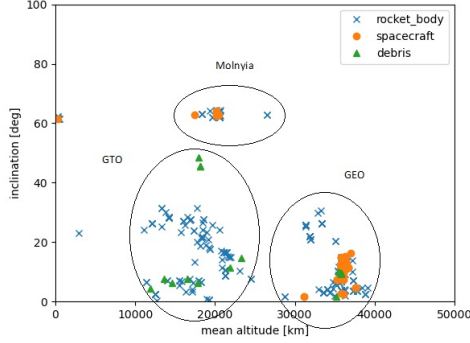 100
80
60
40
20
0
inclination [deg]
Molnyia
GTO
GEO
rocket_body
spacecraft
debris
0
10000
20000
30000
40000
50000
mean altitude [km]